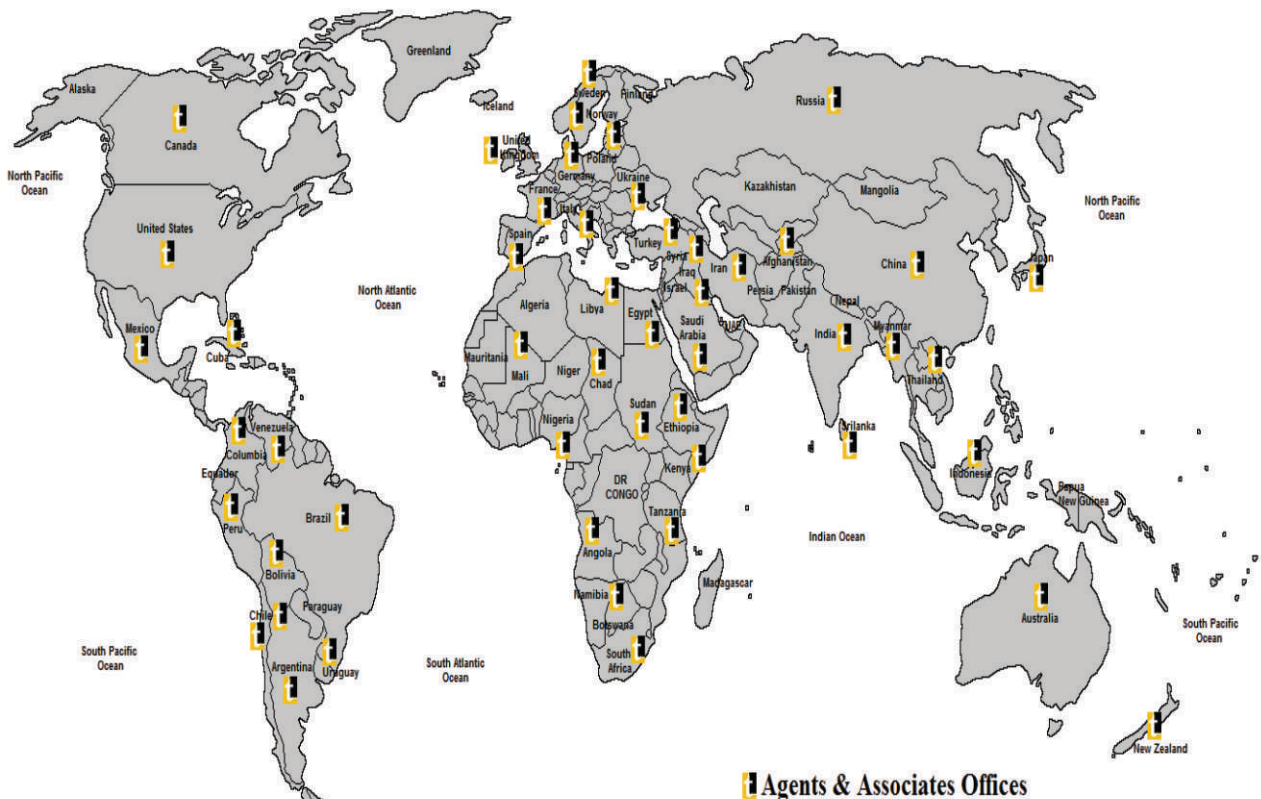 Greenland
Alaska
Canada
Iceland
Sweden
Finland
Norway
Russia
United
Kingdom
North Pacific
Ocean
Poland
Germany
Ukraine
France
Kazakhstan
Mangolia
North Pacific
Ocean
Italy
United States
Spain
Turkey
Syria
Iraq
Iran
Afghanistan
China
Japan
Israel
Persia
Pakistan
North Atlantic
Ocean
Algeria
Libya
Egypt
Saudi
Arabia
UAE
Nepal
India
Myanmar
Mexico
Cuba
Mauritania
Mali
Niger
Chad
Thailand
Venezuela
Columbia
Nigeria
Sudan
Ethiopia
Srilanka
Equador
Kenya
Indonesia
DR
CONGO
Papua
New Guinea
Peru
Brazil
Tanzania
Angola
Indian Ocean
Bolivia
Madagascar
Namibia
Botswana
Chile
Paraguay
Australia
South Pacific
Ocean
South Pacific
Ocean
South Atlantic
Ocean
South
Africa
Argentina
Uruguay
New Zealand
t Agents & Associates Offices